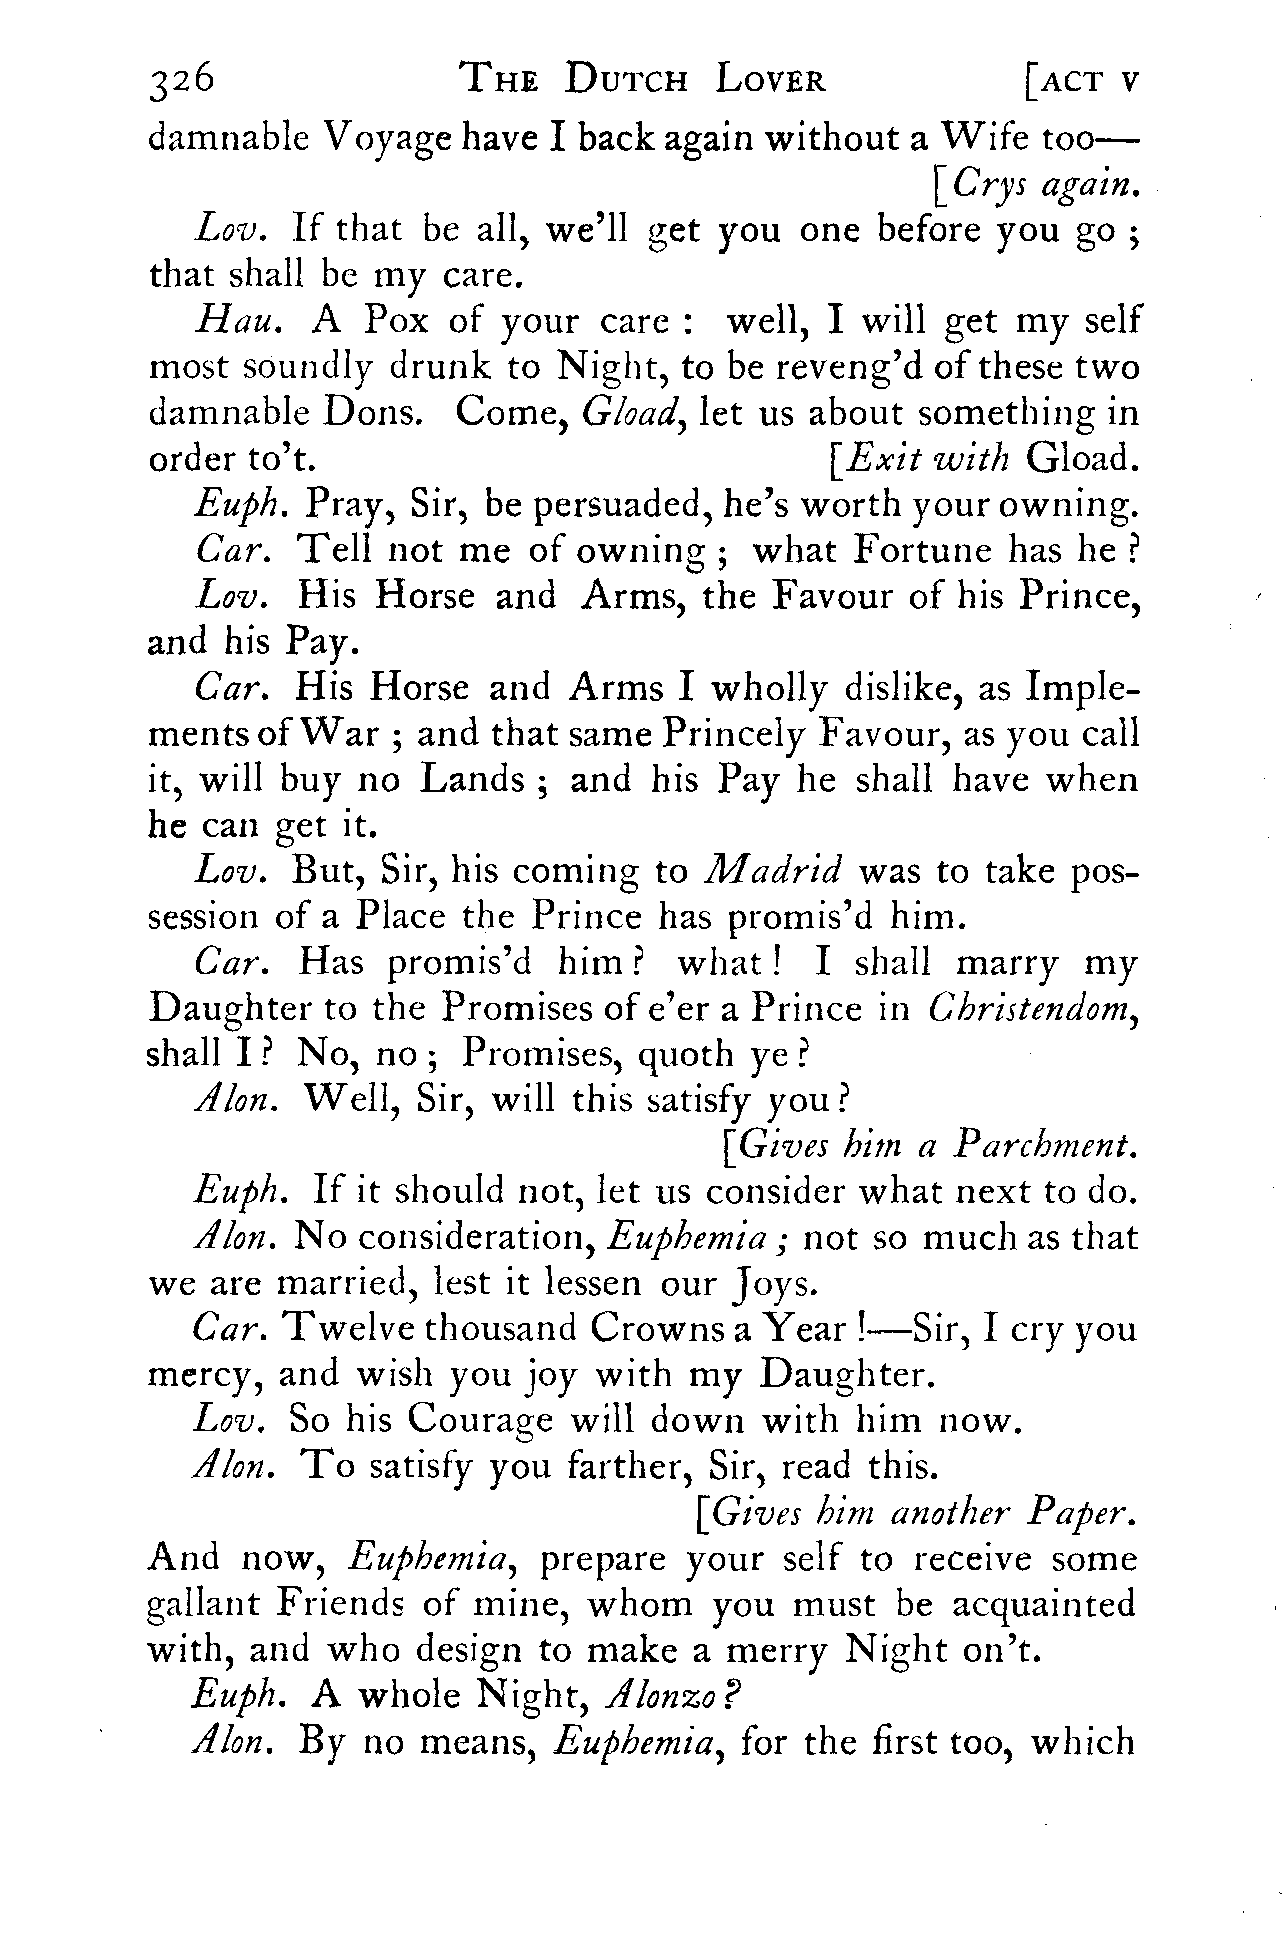 326 The Dutch Lover [act v
damnable Voyage have I back again without a Wife too—
[Crys again.
Lov. If that be all, we'll get you one before you go ;
that shall be my care.
Hau. A Pox of your care : well, I will get my self
most soundly drunk to Night, to be reveng'd of these two
damnable Dons. Come, Gload, let us about something in
order to't. [Exit with Gload.
Euph. Pray, Sir, be persuaded, he's worth your owning.
Car. Tell not me of owning ; what Fortune has he ?
Lov. His Horse and Arms, the Favour of his Prince,
and his Pay.
Car. His Horse and Arms I wholly dislike, as Imple-
ments of War ; and that same Princely Favour, as you call
it, will buy no Lands ; and his Pay he shall have when
he can get it.
Lov. But, Sir, his coming to Madrid was to take pos-
session of a Place the Prince has promis'd him.
Car. Has promis'd him ? what ! I shall marry my
Daughter to the Promises of e'er a Prince in Christendom,
shall I ? No, no ; Promises, quoth ye ?
Alon. Well, Sir, will this satisfy you ?
[Gives him a Parchment.
Euph. If it should not, let us consider what next to do.
Alon. No consideration, Euphemia ; not so much as that
we are married, lest it lessen our Joys.
Car. Twelve thousand Crowns a Year !—Sir, I cry you
mercy, and wish you joy with my Daughter.
Lov. So his Courage will down with him now.
Alon. To satisfy you farther, Sir, read this.
[Gives him another Paper.
And now, Euphemia, prepare your self to receive some
gallant Friends of mine, whom you must be acquainted
with, and who design to make a merry Night on't.
Euph. A whole Night, Alonzo ?
Alon. By no means, Euphemia, for the first too, which